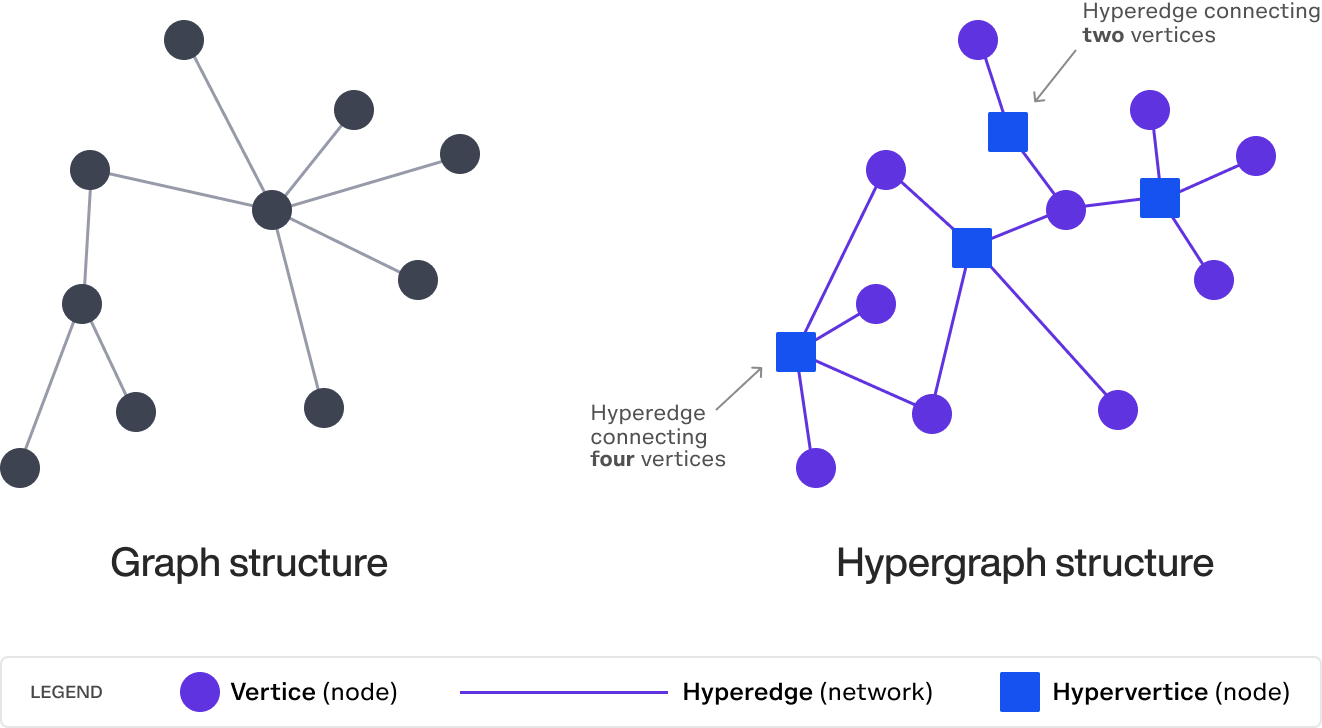 Hyperedge connecting
two vertices
Hyperedge
connecting
four vertices
Graph structure
Hypergraph structure
LEGEND
Vertice (node)
Hyperedge (network)
Hypervertice (node)